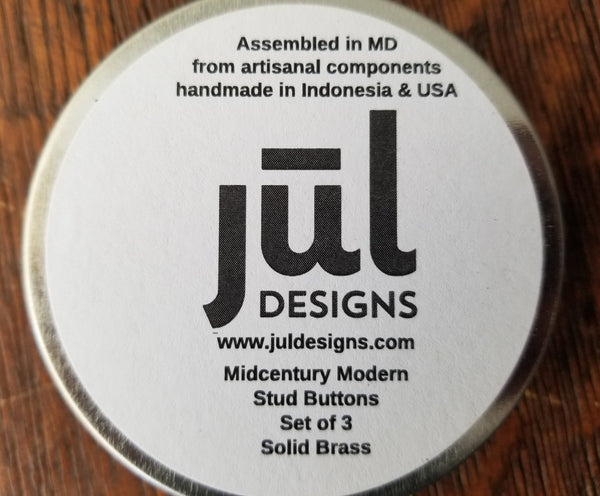 Assembled in MD
from artisanal components
handmade in Indonesia & USA
jūl
DESIGNS
www.juldesigns.com
Midcentury Modern
Stud Buttons
Set of 3
Solid Brass